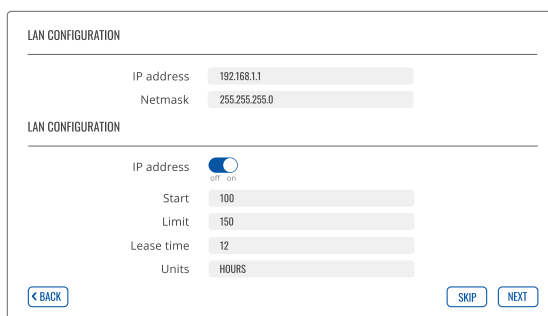 LAN CONFIGURATION
IP address 192.168.1.1
Netmask 255.255.255.0
LAN CONFIGURATION
IP address
off on
Start 100
Limit 150
Lease time 12
Units HOURS
< BACK SKIP NEXT